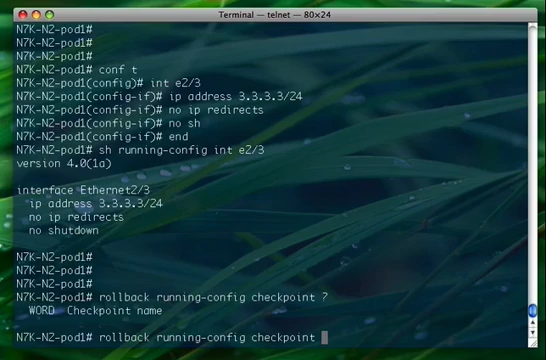 Terminal — telnet — 80×24
N7K-N2-pod1#
N7K-N2-pod1#
N7K-N2-pod1#
N7K-N2-pod1# conf t
N7K-N2-pod1(config)# int e2/3
N7K-N2-pod1(config-if)# ip address 3.3.3.3/24
N7K-N2-pod1(config-if)# no ip redirects
N7K-N2-pod1(config-if)# no sh
N7K-N2-pod1(config-if)# end
N7K-N2-pod1# sh running-config int e2/3
version 4.0(1a)
interface Ethernet2/3
ip address 3.3.3.3/24
no ip redirects
no shutdown
N7K-N2-pod1#
N7K-N2-pod1#
N7K-N2-pod1#
N7K-N2-pod1# rollback running-config checkpoint ?
WORD Checkpoint name
N7K-N2-pod1# rollback running-config checkpoint